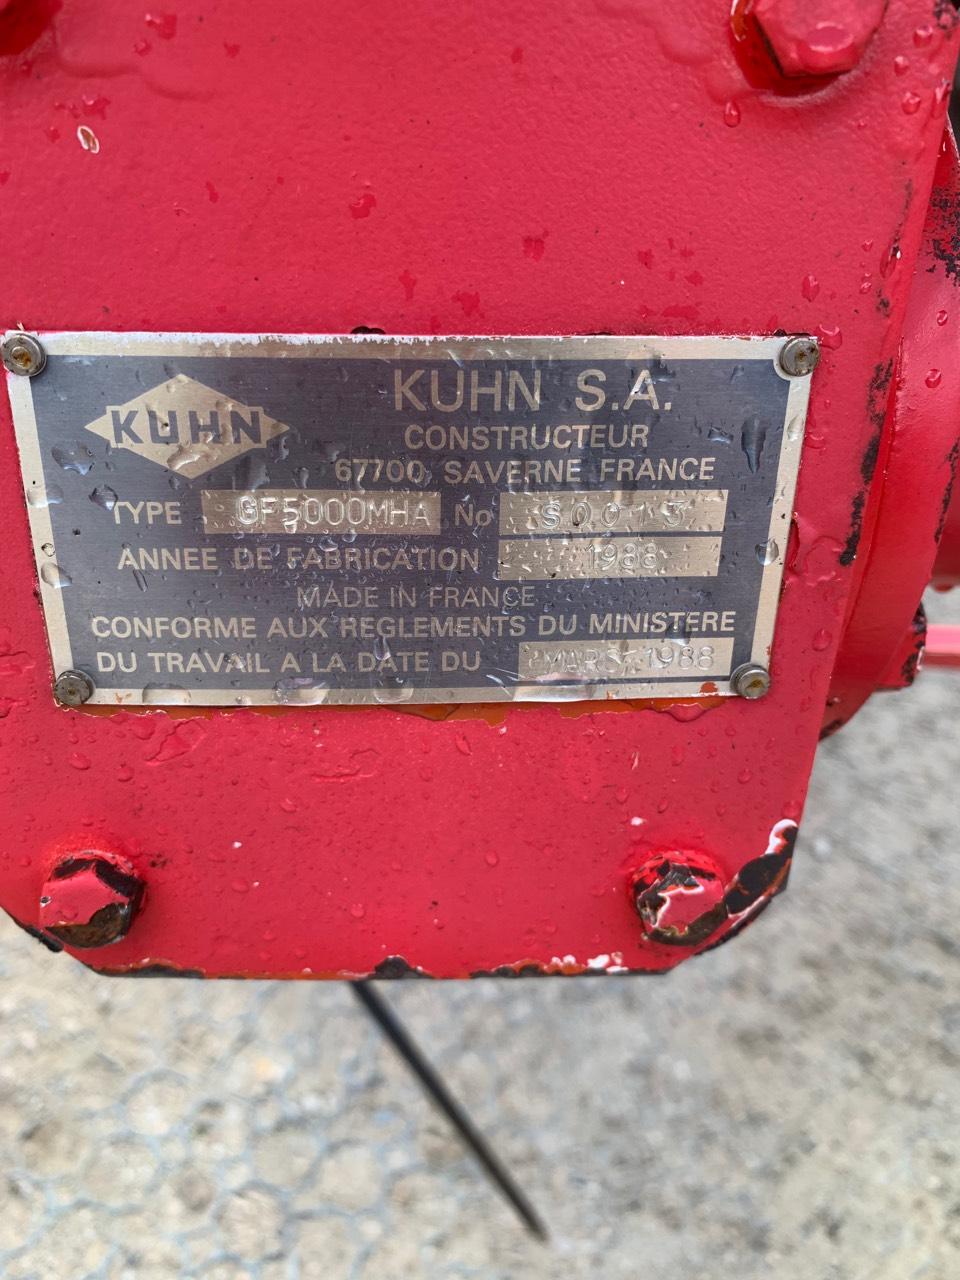 KUHN
KUHN S.A.
CONSTRUCTEUR
67700 SAVERNE FRANCE
TYPE GF5000MHA No S0013
ANNEE DE FABRICATION 1988
MADE IN FRANCE
CONFORME AUX REGLEMENTS DU MINISTERE
DU TRAVAIL A LA DATE DU MARS 1988